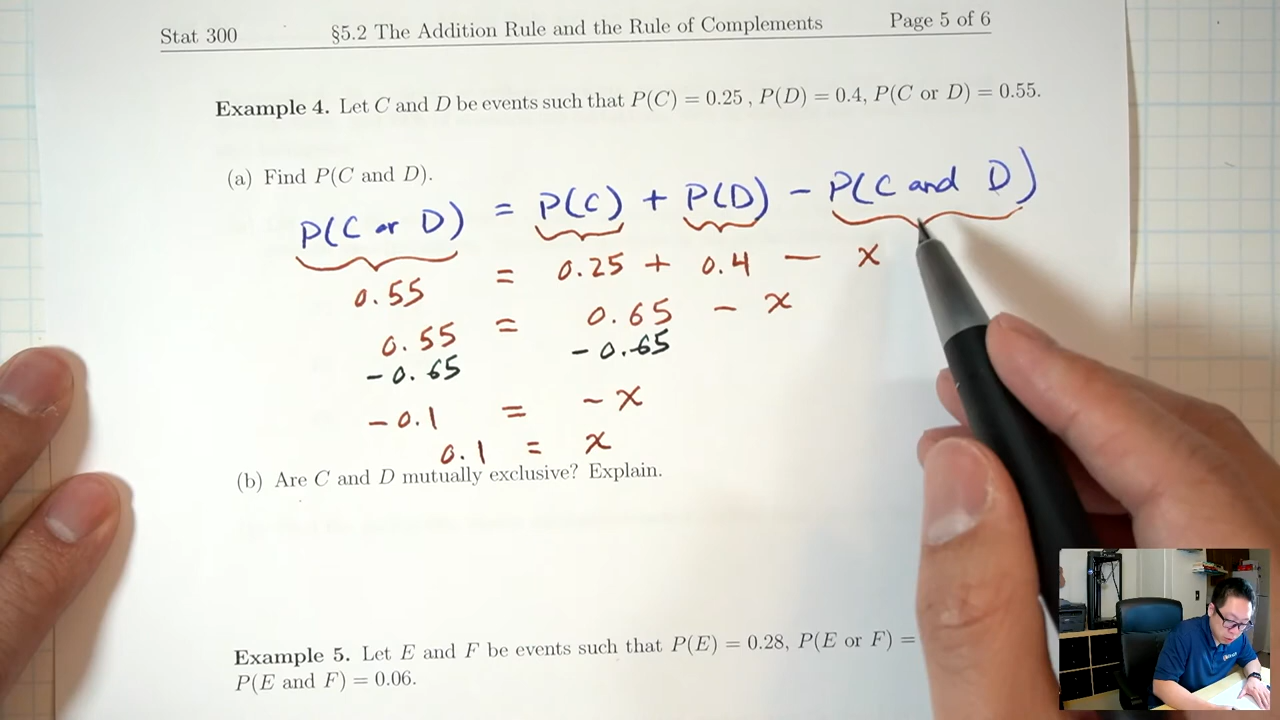 Stat 300 §5.2 The Addition Rule and the Rule of Complements Page 5 of 6
Example 4. Let C and D be events such that P(C) = 0.25 , P(D) = 0.4, P(C or D) = 0.55.
(a) Find P(C and D).
P(C or D) = P(C) + P(D) − P(C and D)
0.55 = 0.25 + 0.4 − x
0.55 = 0.65 − x
−0.65 −0.65
−0.1 = −x
0.1 = x
(b) Are C and D mutually exclusive? Explain.
Example 5. Let E and F be events such that P(E) = 0.28, P(E or F) =
P(E and F) = 0.06.